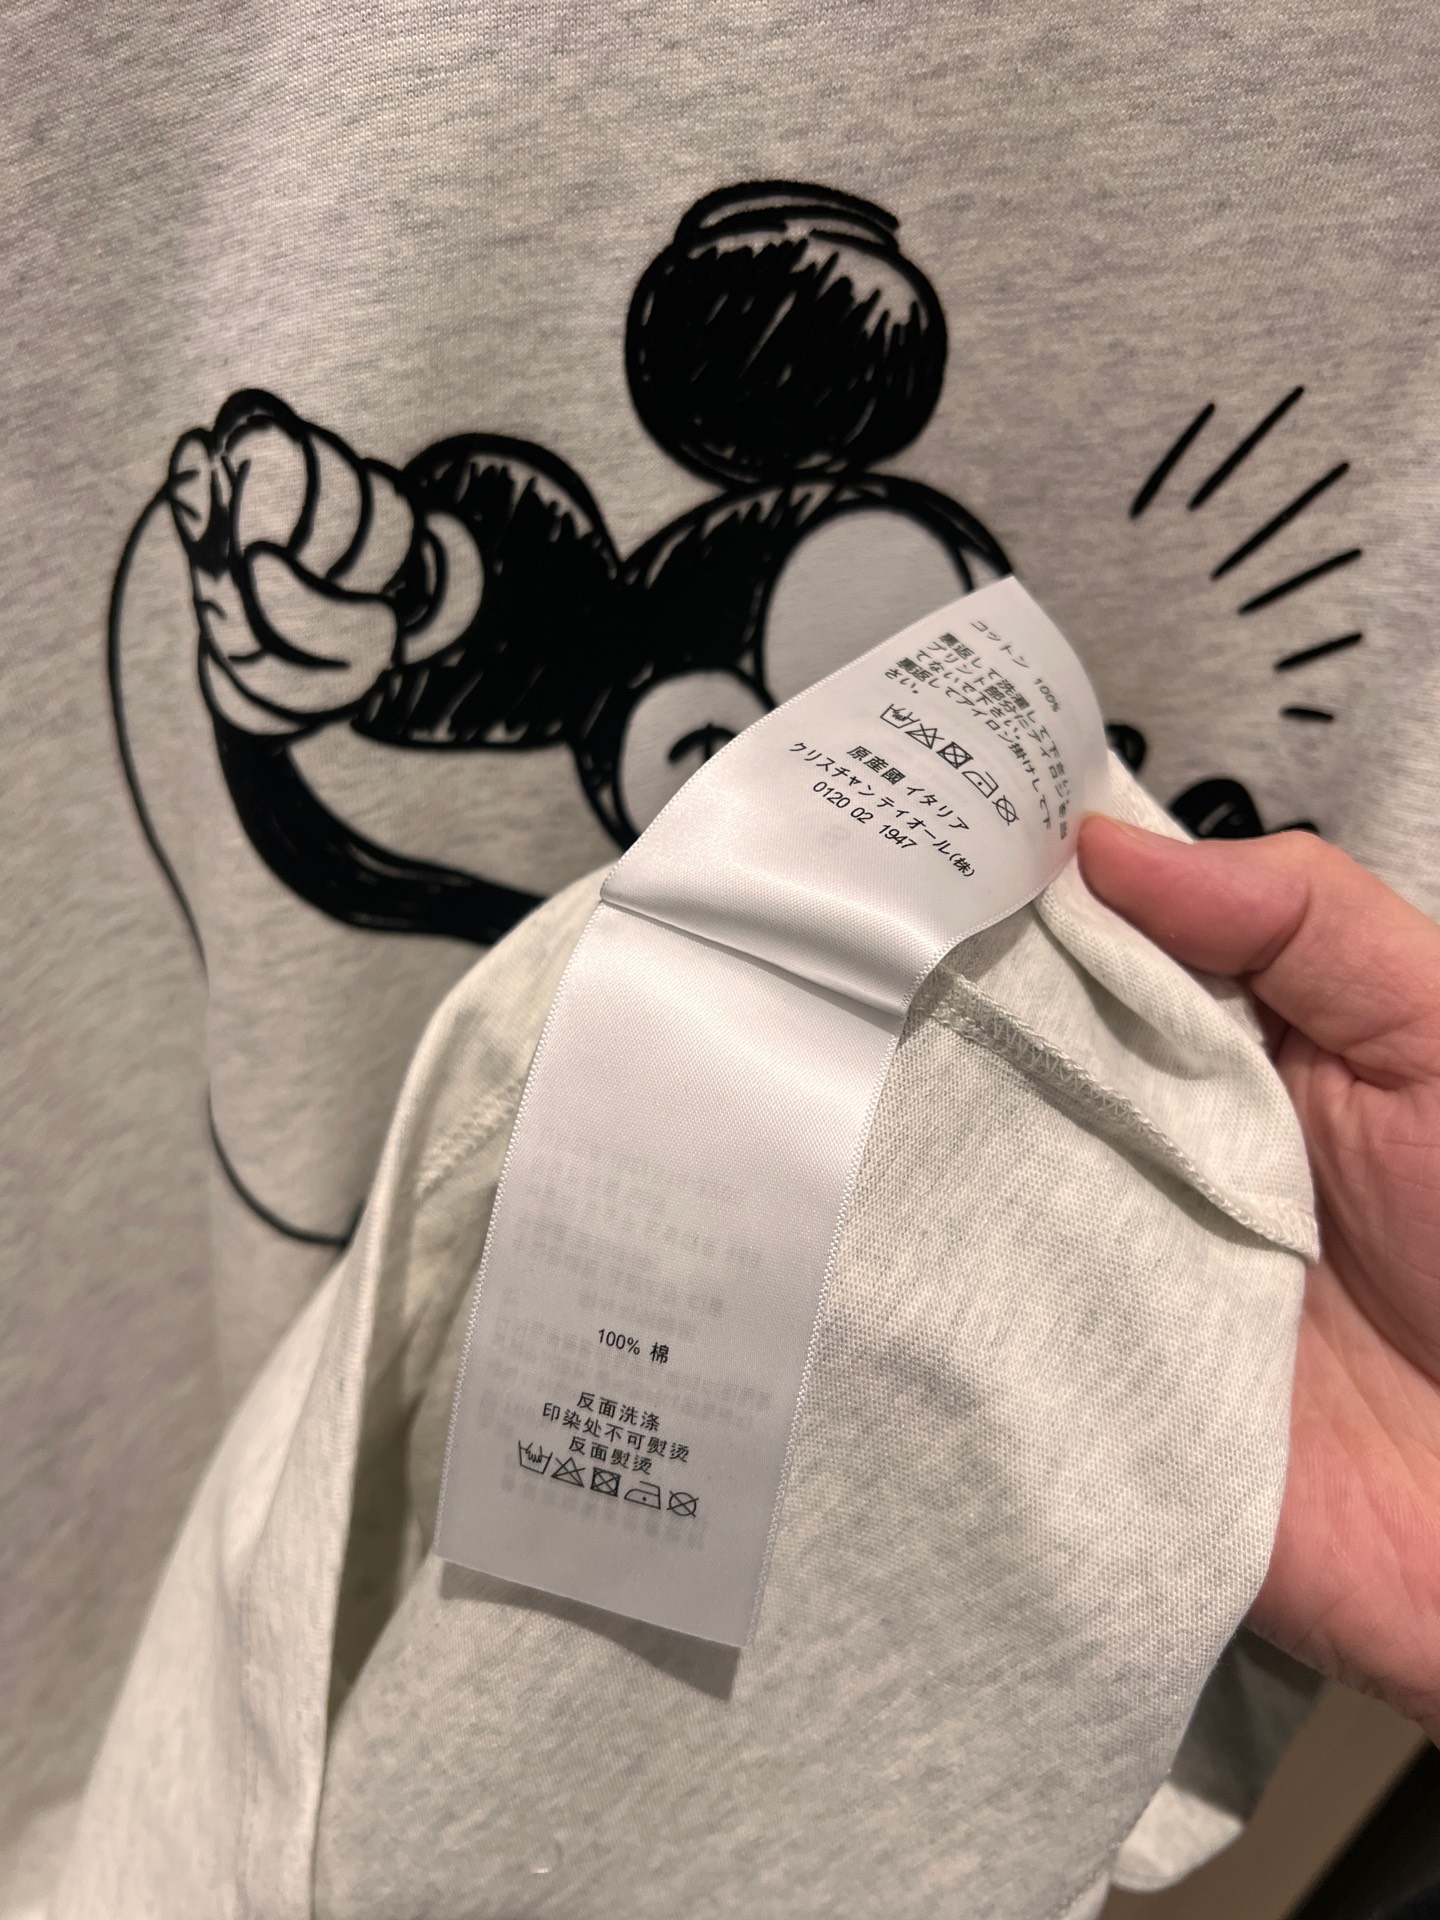 コットン 100%
裏返して洗濯して下さい。
プリント部分にアイロンを当
てないで下さい。
裏返してアイロン掛けして下
さい。
原産國 イタリア
クリスチャン ディオール(株)
0120 02 1947
100% 棉
反面洗涤
印染处不可熨烫
反面熨烫